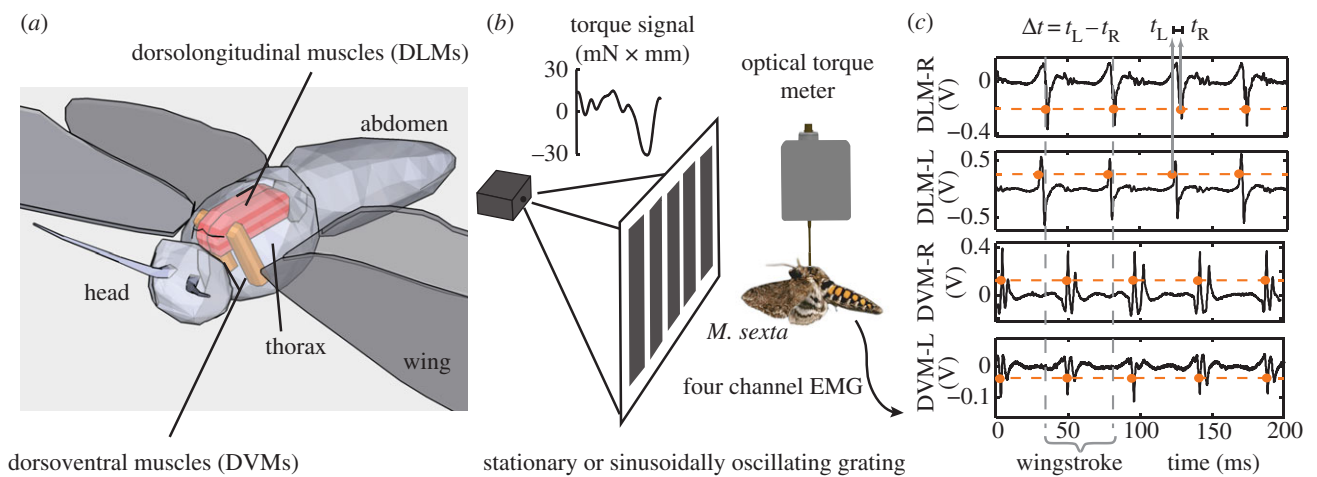 (a)
dorsolongitudinal muscles (DLMs)
abdomen
head
thorax
wing
dorsoventral muscles (DVMs)
(b)
torque signal
(mN × mm)
30
0
−30
optical torque
meter
M. sexta
four channel EMG
stationary or sinusoidally oscillating grating
(c)
Δt = tL − tR
tL tR
DLM-R
(V)
0
−0.4
DLM-L
(V)
0.5
−0.5
DVM-R
(V)
0.4
0
DVM-L
(V)
0
−0.1
0 50 100 150 200
wingstroke
time (ms)